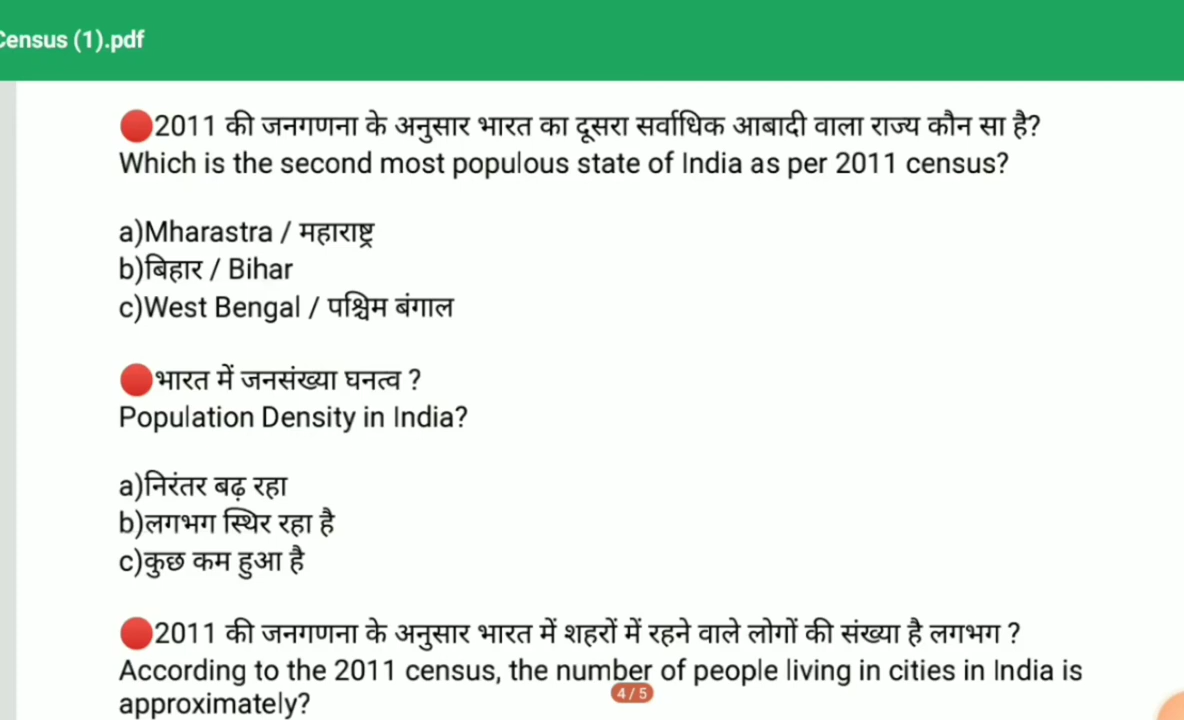 Census (1).pdf
2011 की जनगणना के अनुसार भारत का दूसरा सर्वाधिक आबादी वाला राज्य कौन सा है?
Which is the second most populous state of India as per 2011 census?
a)Mharastra / महाराष्ट्र
b)बिहार / Bihar
c)West Bengal / पश्चिम बंगाल
भारत में जनसंख्या घनत्व ?
Population Density in India?
a)निरंतर बढ़ रहा
b)लगभग स्थिर रहा है
c)कुछ कम हुआ है
2011 की जनगणना के अनुसार भारत में शहरों में रहने वाले लोगों की संख्या है लगभग ?
According to the 2011 census, the number of people living in cities in India is
approximately?
4 / 5